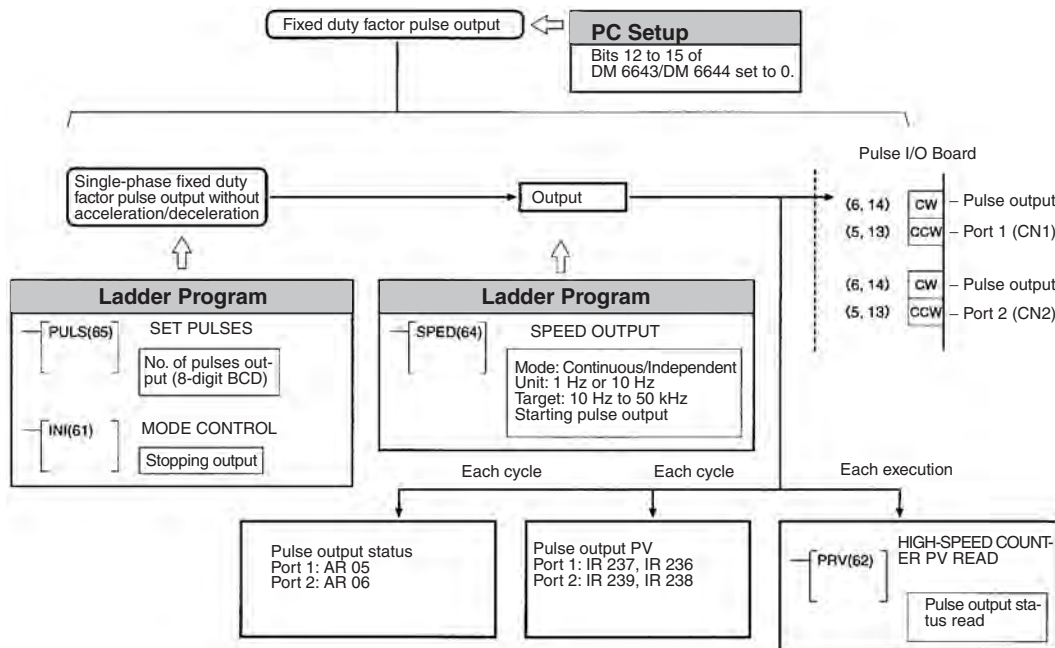 Fixed duty factor pulse output
PC Setup
Bits 12 to 15 of
DM 6643/DM 6644 set to 0.
Pulse I/O Board
Single-phase fixed duty
factor pulse output without
acceleration/deceleration
Output
(6, 14) CW – Pulse output
(5, 13) CCW – Port 1 (CN1)
(6, 14) CW – Pulse output
(5, 13) CCW – Port 2 (CN2)
Ladder Program
PULS(65) SET PULSES
No. of pulses out-
put (8-digit BCD)
INI(61) MODE CONTROL
Stopping output
Ladder Program
SPED(64) SPEED OUTPUT
Mode: Continuous/Independent
Unit: 1 Hz or 10 Hz
Target: 10 Hz to 50 kHz
Starting pulse output
Each cycle
Each cycle
Each execution
Pulse output status
Port 1: AR 05
Port 2: AR 06
Pulse output PV
Port 1: IR 237, IR 236
Port 2: IR 239, IR 238
PRV(62)
HIGH-SPEED COUNT-
ER PV READ
Pulse output sta-
tus read